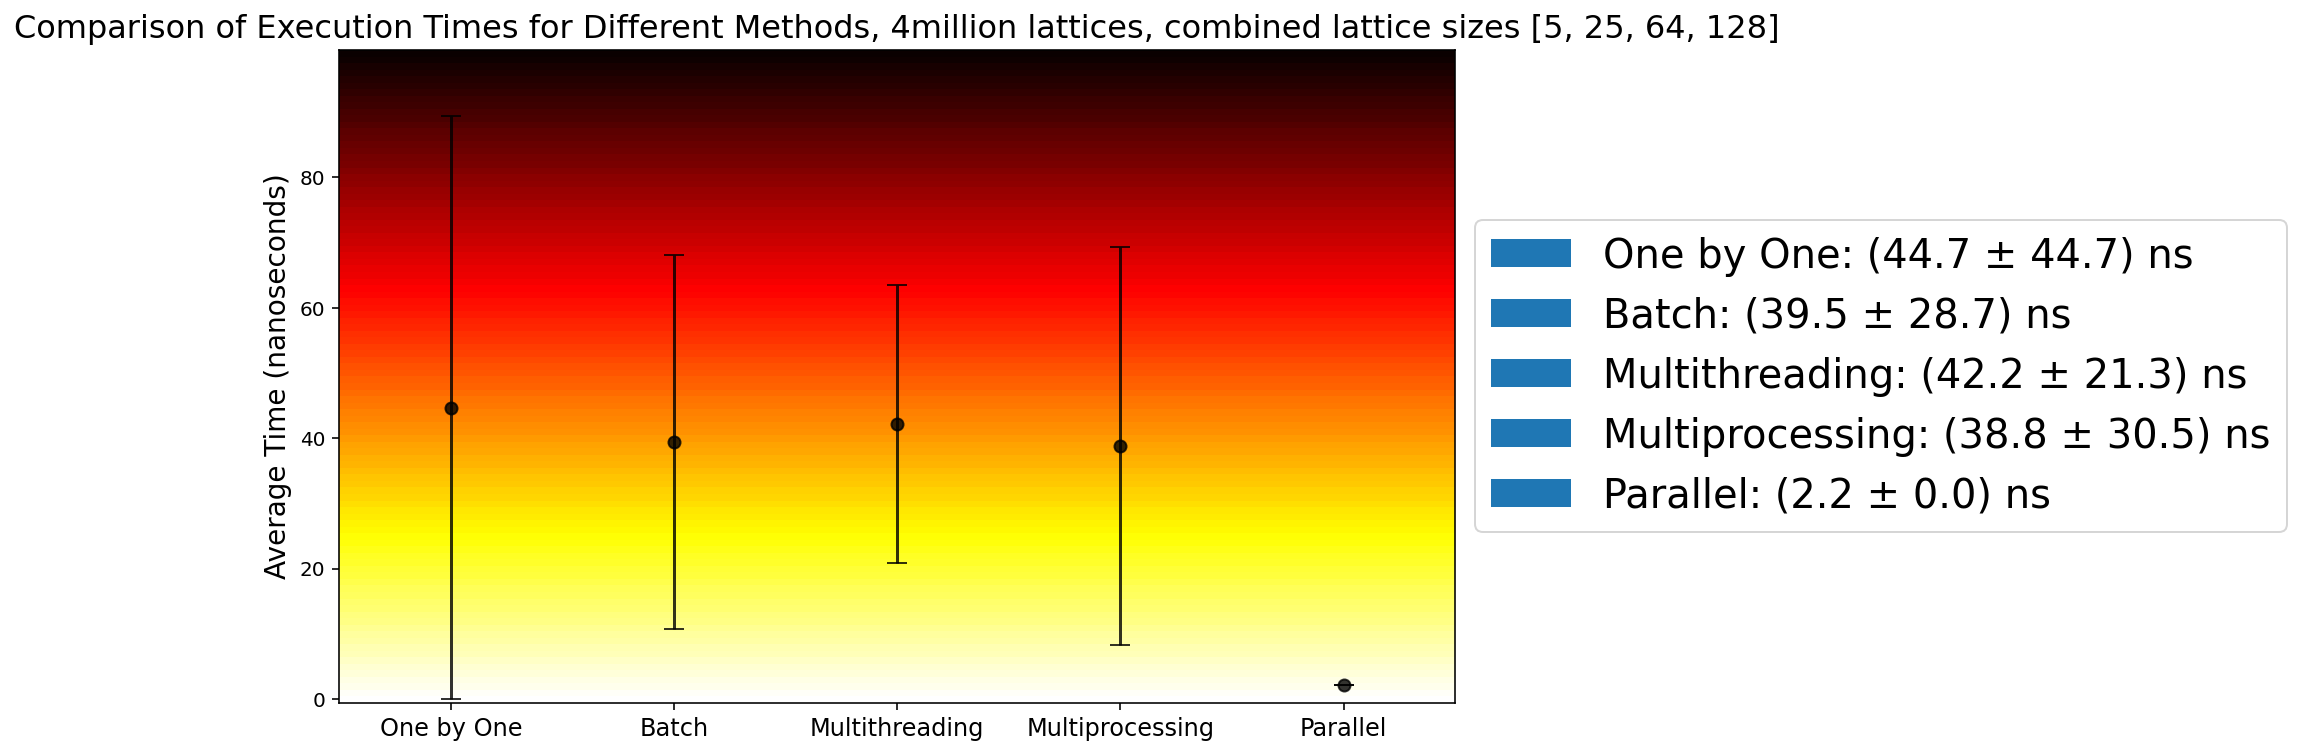 Comparison of Execution Times for Different Methods, 4million lattices, combined lattice sizes [5, 25, 64, 128]
Average Time (nanoseconds)
80
60
40
20
0
One by One
Batch
Multithreading
Multiprocessing
Parallel
One by One: (44.7 ± 44.7) ns
Batch: (39.5 ± 28.7) ns
Multithreading: (42.2 ± 21.3) ns
Multiprocessing: (38.8 ± 30.5) ns
Parallel: (2.2 ± 0.0) ns